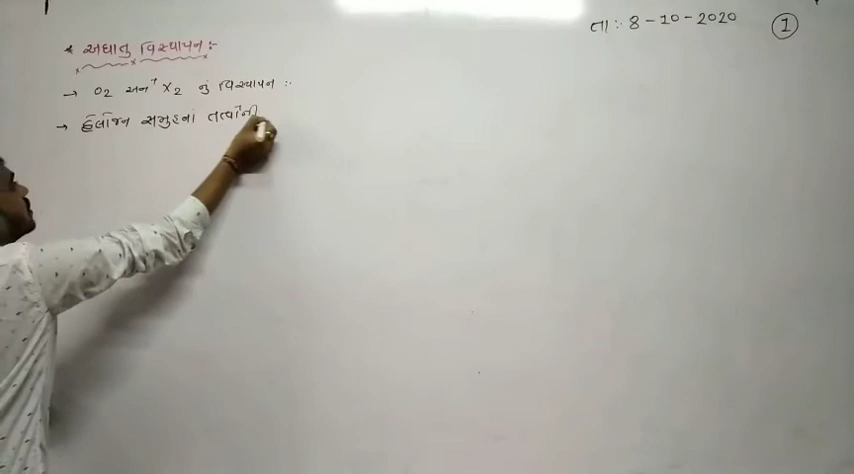 તા :- 8 - 10 - 2020 1
* અધાતુ વિસ્થાપન :-
→ O2 અને X2 નું વિસ્થાપન :-
→ હેલોજન સમુહનાં તત્વોની